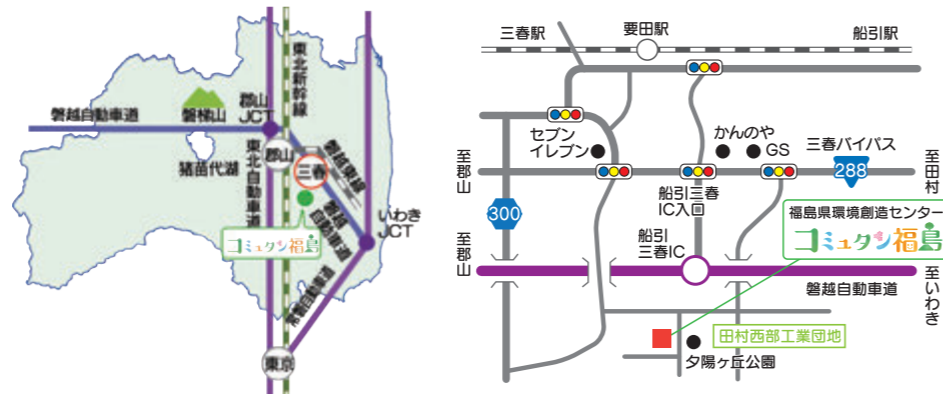 東北新幹線
郡山
JCT
磐越自動車道
磐梯山
猪苗代湖
郡山
三春
磐越東線
東北自動車道
磐越
自動車道
いわき
JCT
コミュタン福島
常磐自動車道
東京
三春駅
要田駅
船引駅
セブン
イレブン
かんのや
GS
三春バイパス
288
至郡山
至田村
船引三春
IC入口
300
福島県環境創造センター
コミュタン福島
船引
三春IC
至郡山
磐越自動車道
至いわき
田村西部工業団地
夕陽ヶ丘公園